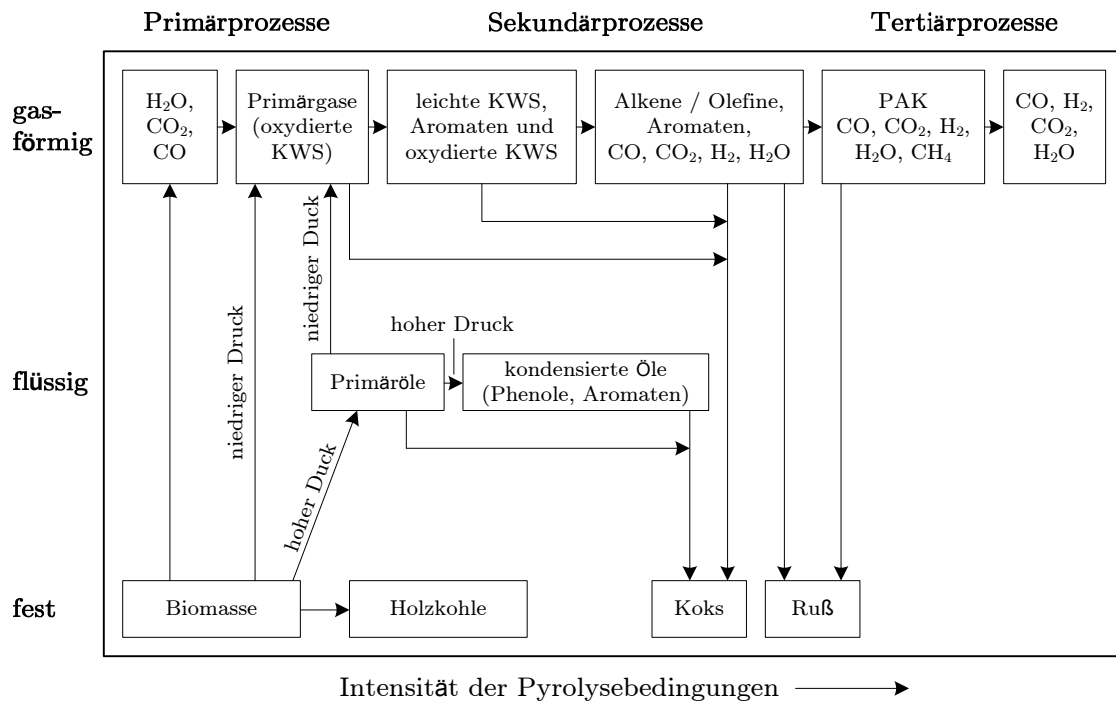 Primärprozesse
Sekundärprozesse
Tertiärprozesse
gas-
förmig
H₂O,
CO₂,
CO
Primärgase
(oxydierte
KWS)
leichte KWS,
Aromaten und
oxydierte KWS
Alkene / Olefine,
Aromaten,
CO, CO₂, H₂, H₂O
PAK
CO, CO₂, H₂,
H₂O, CH₄
CO, H₂,
CO₂,
H₂O
niedriger Druck
niedriger Duck
hoher Druck
flüssig
Primäröle
kondensierte Öle
(Phenole, Aromaten)
hoher Duck
fest
Biomasse
Holzkohle
Koks
Ruß
Intensität der Pyrolysebedingungen